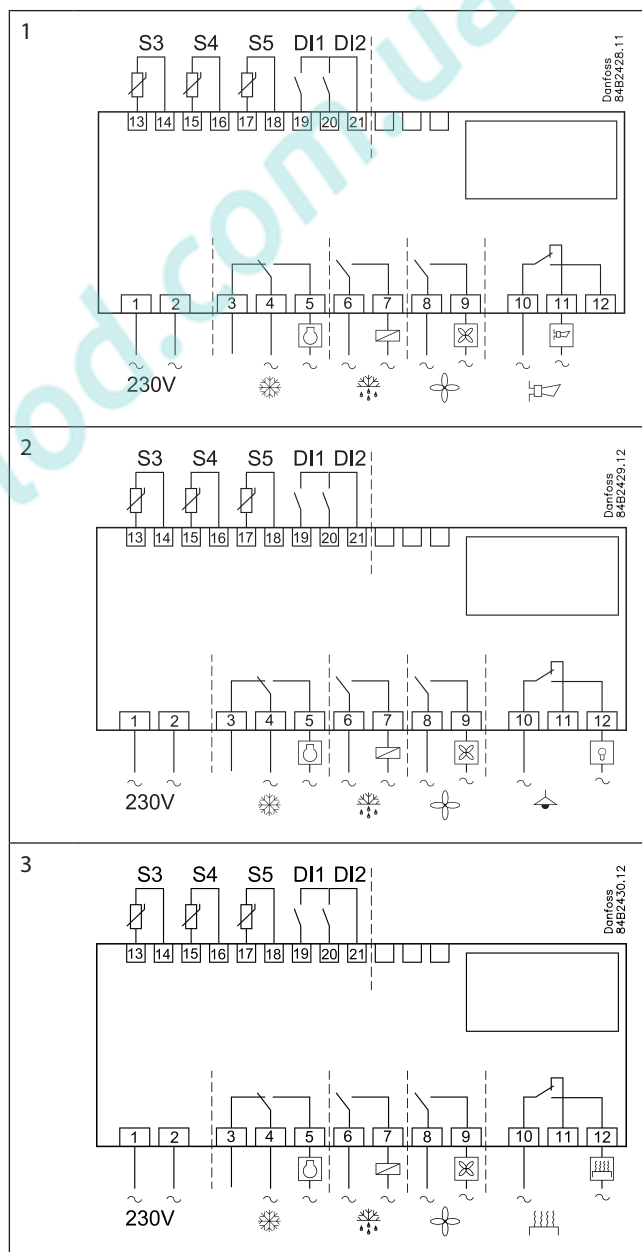 1
S3 S4 S5 DI1 DI2
Danfoss
84B2428.11
13 14 15 16 17 18 19 20 21
1 2 3 4 5 6 7 8 9 10 11 12
230V
2
S3 S4 S5 DI1 DI2
Danfoss
84B2429.12
13 14 15 16 17 18 19 20 21
1 2 3 4 5 6 7 8 9 10 11 12
230V
3
S3 S4 S5 DI1 DI2
Danfoss
84B2430.12
13 14 15 16 17 18 19 20 21
1 2 3 4 5 6 7 8 9 10 11 12
230V
lod.com.ua